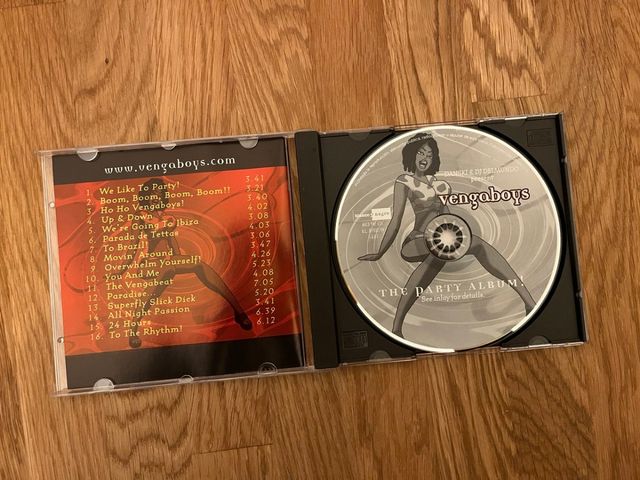 www.vengaboys.com
1. We Like To Party! 3.41
2. Boom, Boom, Boom, Boom!! 3.21
3. Ho Ho Vengaboys! 3.40
4. Up & Down 4.02
5. We're Going To Ibiza 3.08
6. Parada de Tettas 4.03
7. To Brazil! 3.06
8. Movin' Around 3.47
9. Overwhelm Yourself! 4.26
10. You And Me 5.23
11. The Vengabeat 4.08
12. Paradise... 7.05
13. Superfly Slick Dick 5.20
14. All Night Passion 3.41
15. 24 Hours 6.39
16. To The Rhythm! 6.12
DANSKI & DJ DELMUNDO
present
vengaboys
THE PARTY ALBUM!
See inlay for details.